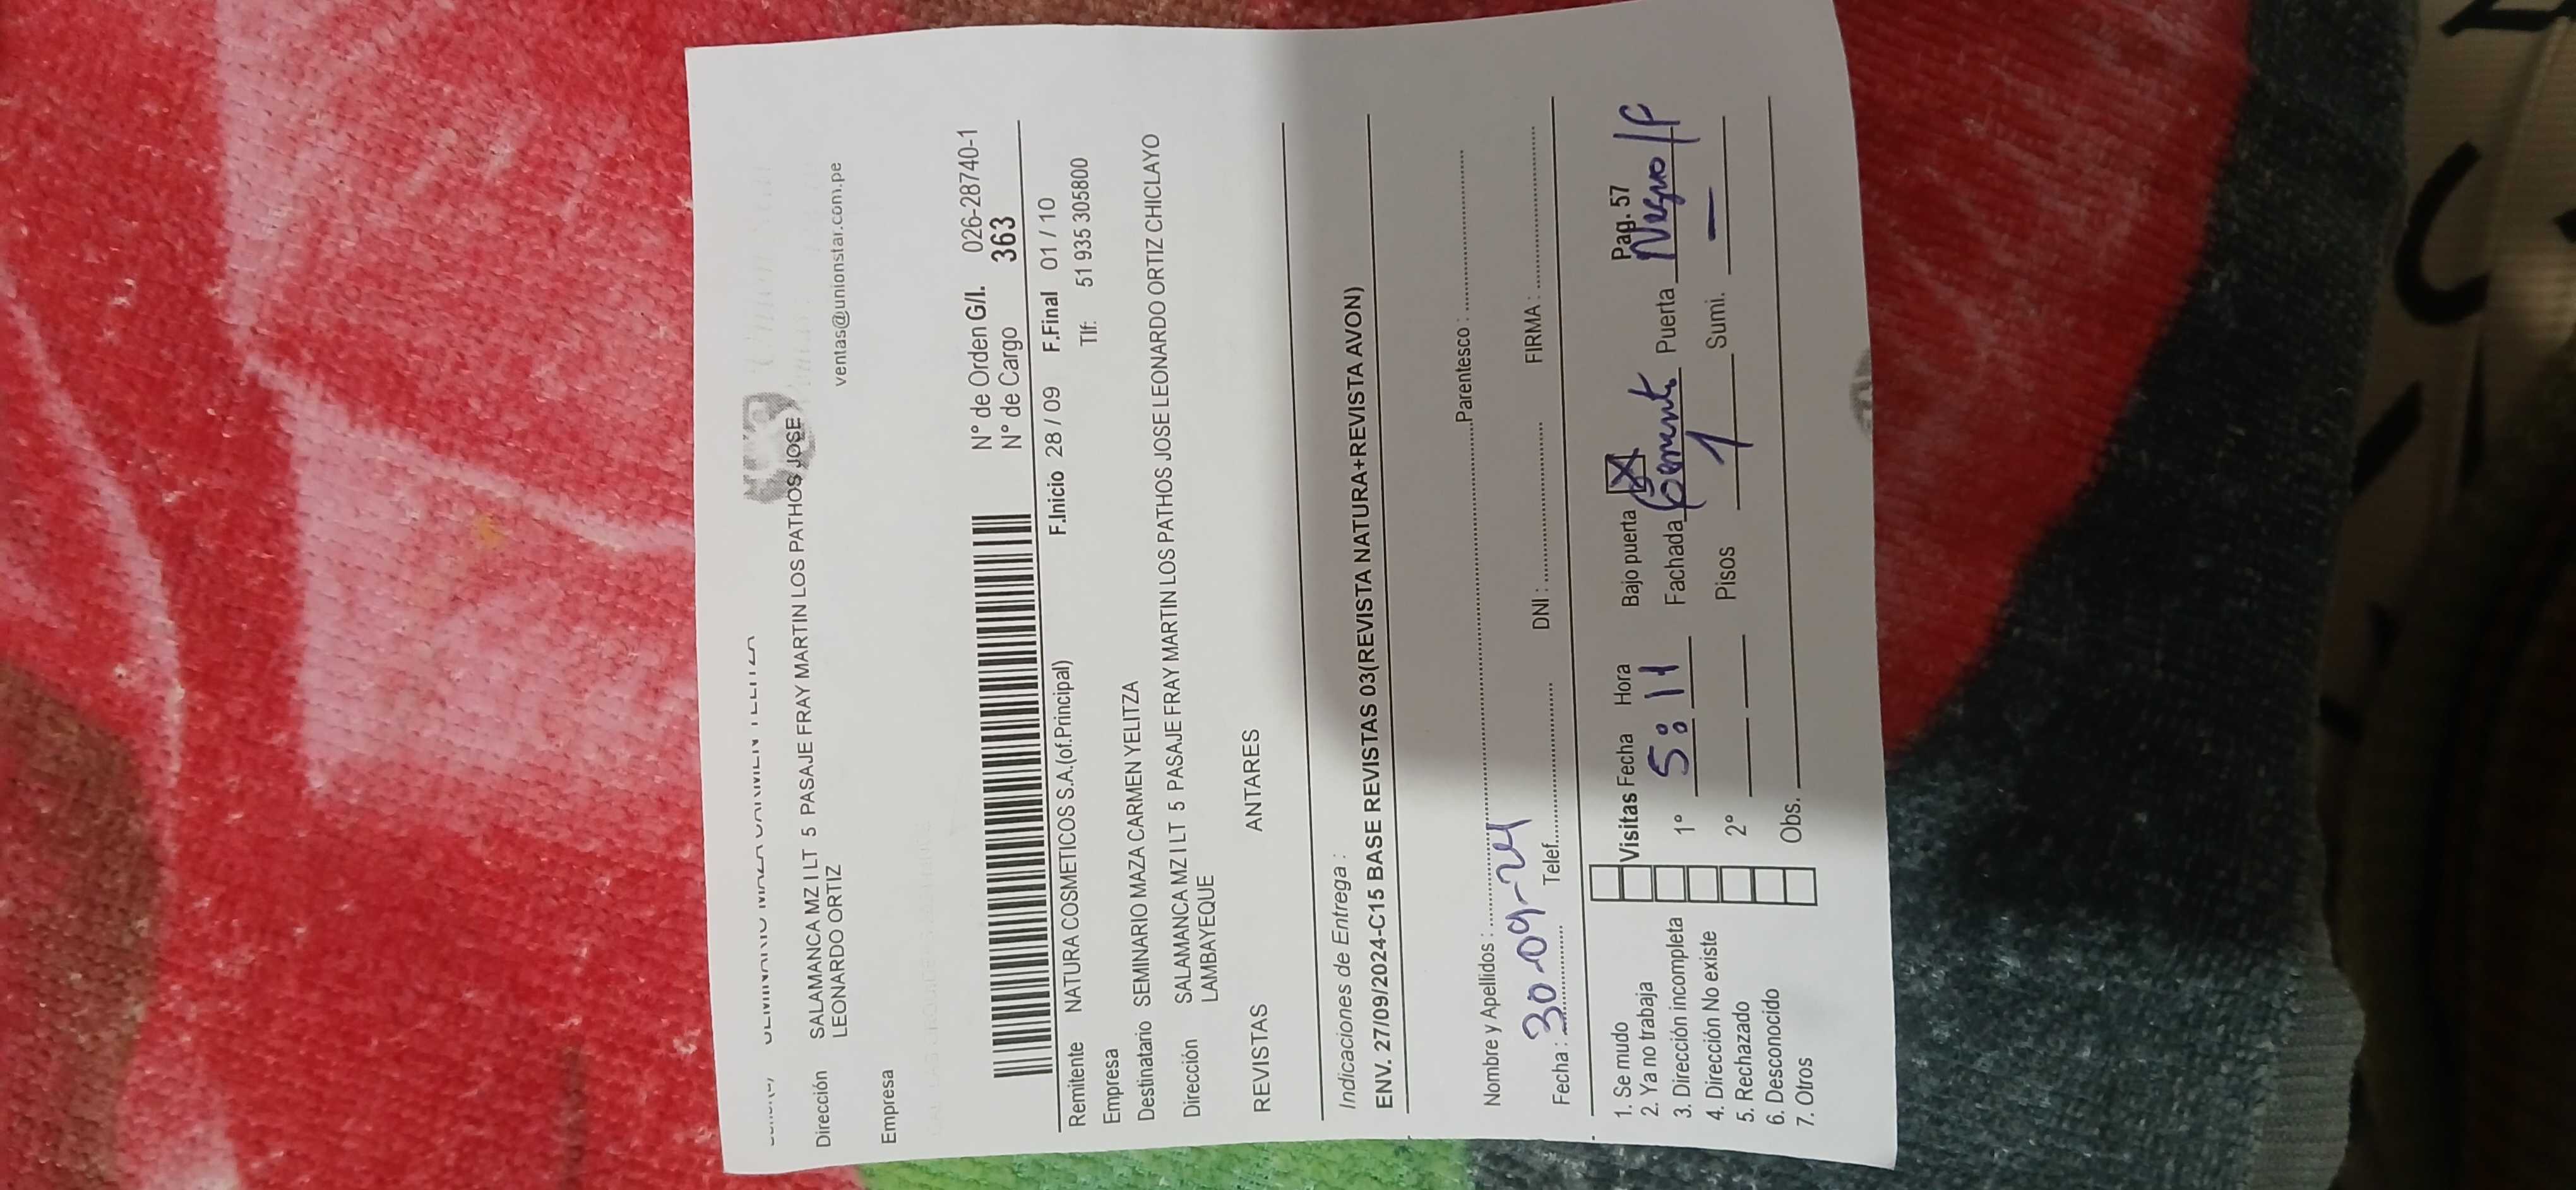 Dirección SALAMANCA MZ I LT 5 PASAJE FRAY MARTIN LOS PATHOS JOSE
LEONARDO ORTIZ
ventas@unionstar.com.pe
Empresa
N° de Orden G/I. 026-28740-1
N° de Cargo 363
Remitente NATURA COSMETICOS S.A.(of.Principal) F.Inicio 28 / 09 F.Final 01 / 10
Empresa Tlf: 51 935 305800
Destinatario SEMINARIO MAZA CARMEN YELITZA
Dirección SALAMANCA MZ I LT 5 PASAJE FRAY MARTIN LOS PATHOS JOSE LEONARDO ORTIZ CHICLAYO
LAMBAYEQUE
REVISTAS ANTARES
Indicaciones de Entrega :
ENV. 27/09/2024-C15 BASE REVISTAS 03(REVISTA NATURA+REVISTA AVON)
Nombre y Apellidos : Parentesco :
Fecha : 30-09-24 Telef. DNI : FIRMA :
Pag. 57
1. Se mudo Visitas Fecha Hora Bajo puerta X
2. Ya no trabaja
3. Dirección incompleta 1° 5:11 Fachada Puerta Negro/f
4. Dirección No existe
5. Rechazado 2° Pisos 1 Sumi. —
6. Desconocido
7. Otros Obs.